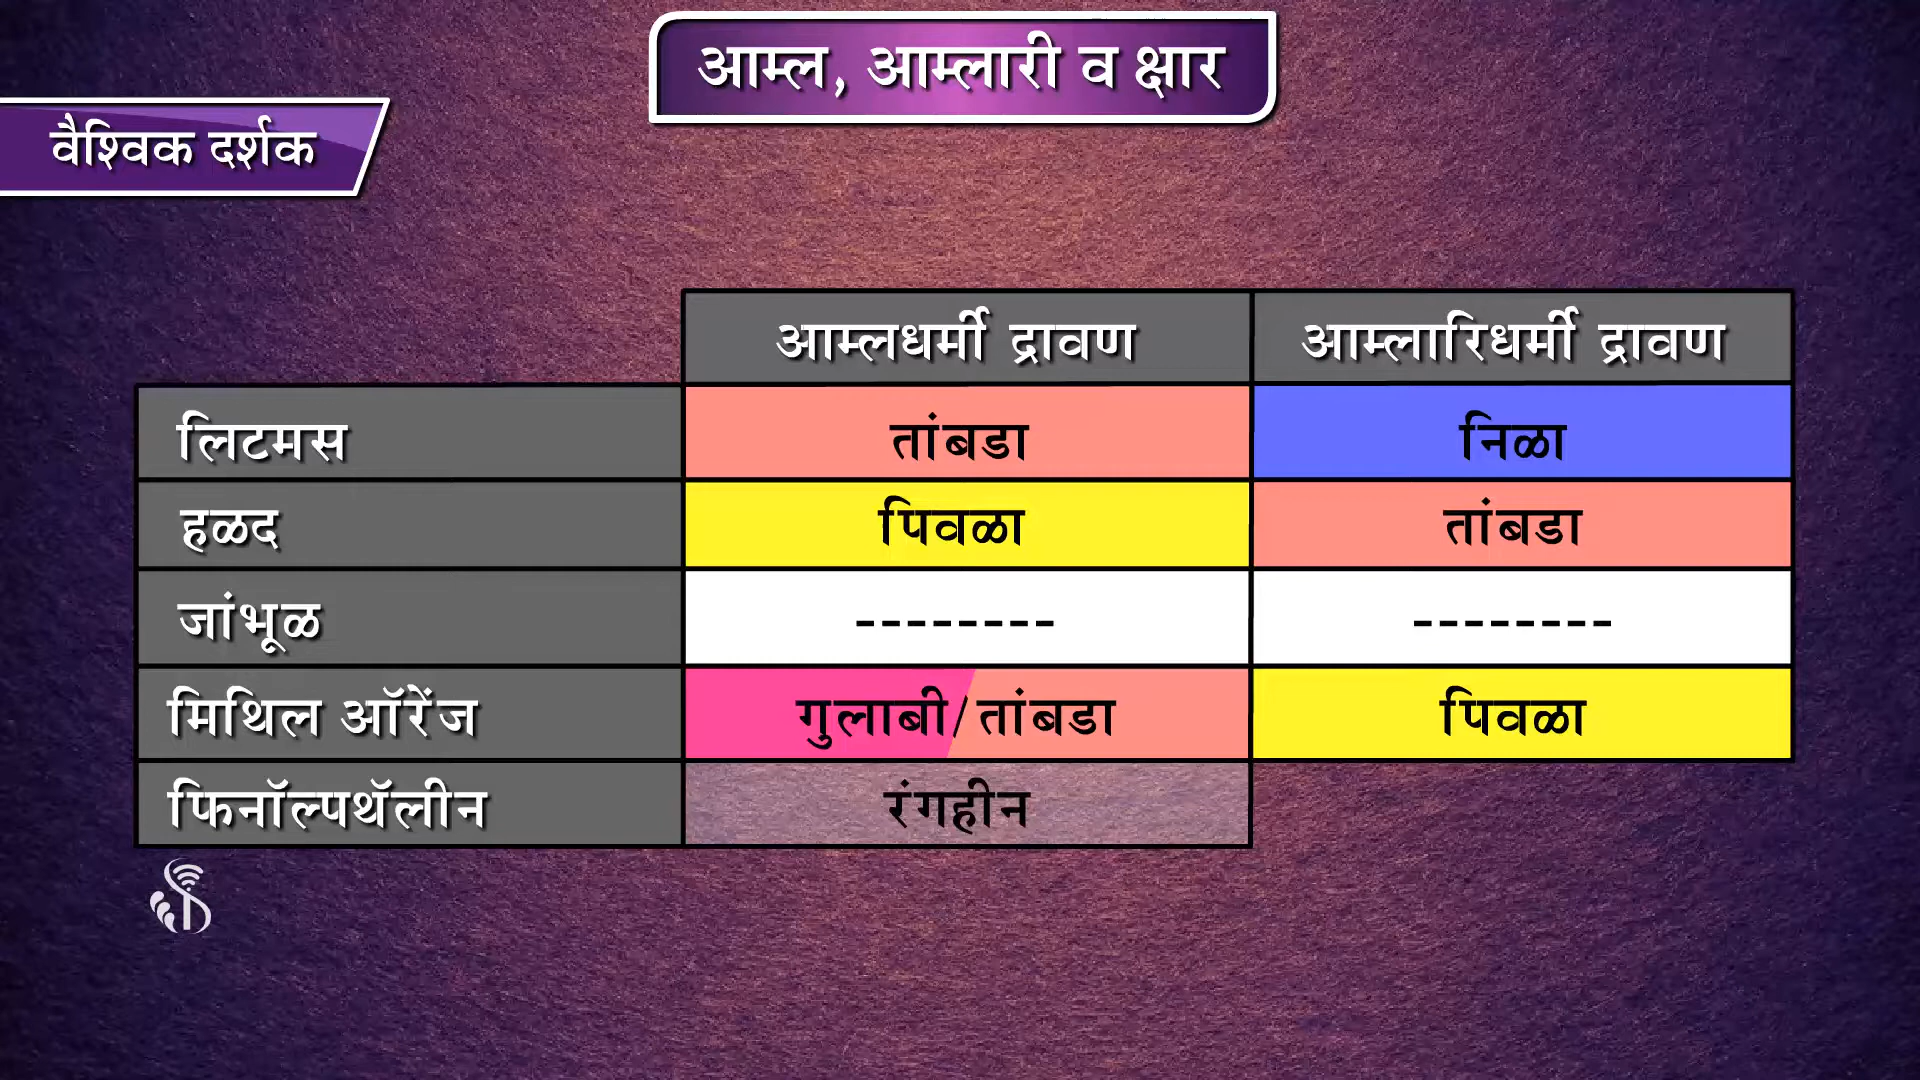 आम्ल, आम्लारी व क्षार
वैश्विक दर्शक
आम्लधर्मी द्रावण आम्लारिधर्मी द्रावण
लिटमस तांबडा निळा
हळद पिवळा तांबडा
जांभूळ -------- --------
मिथिल ऑरेंज गुलाबी/तांबडा पिवळा
फिनॉल्पथॅलीन रंगहीन